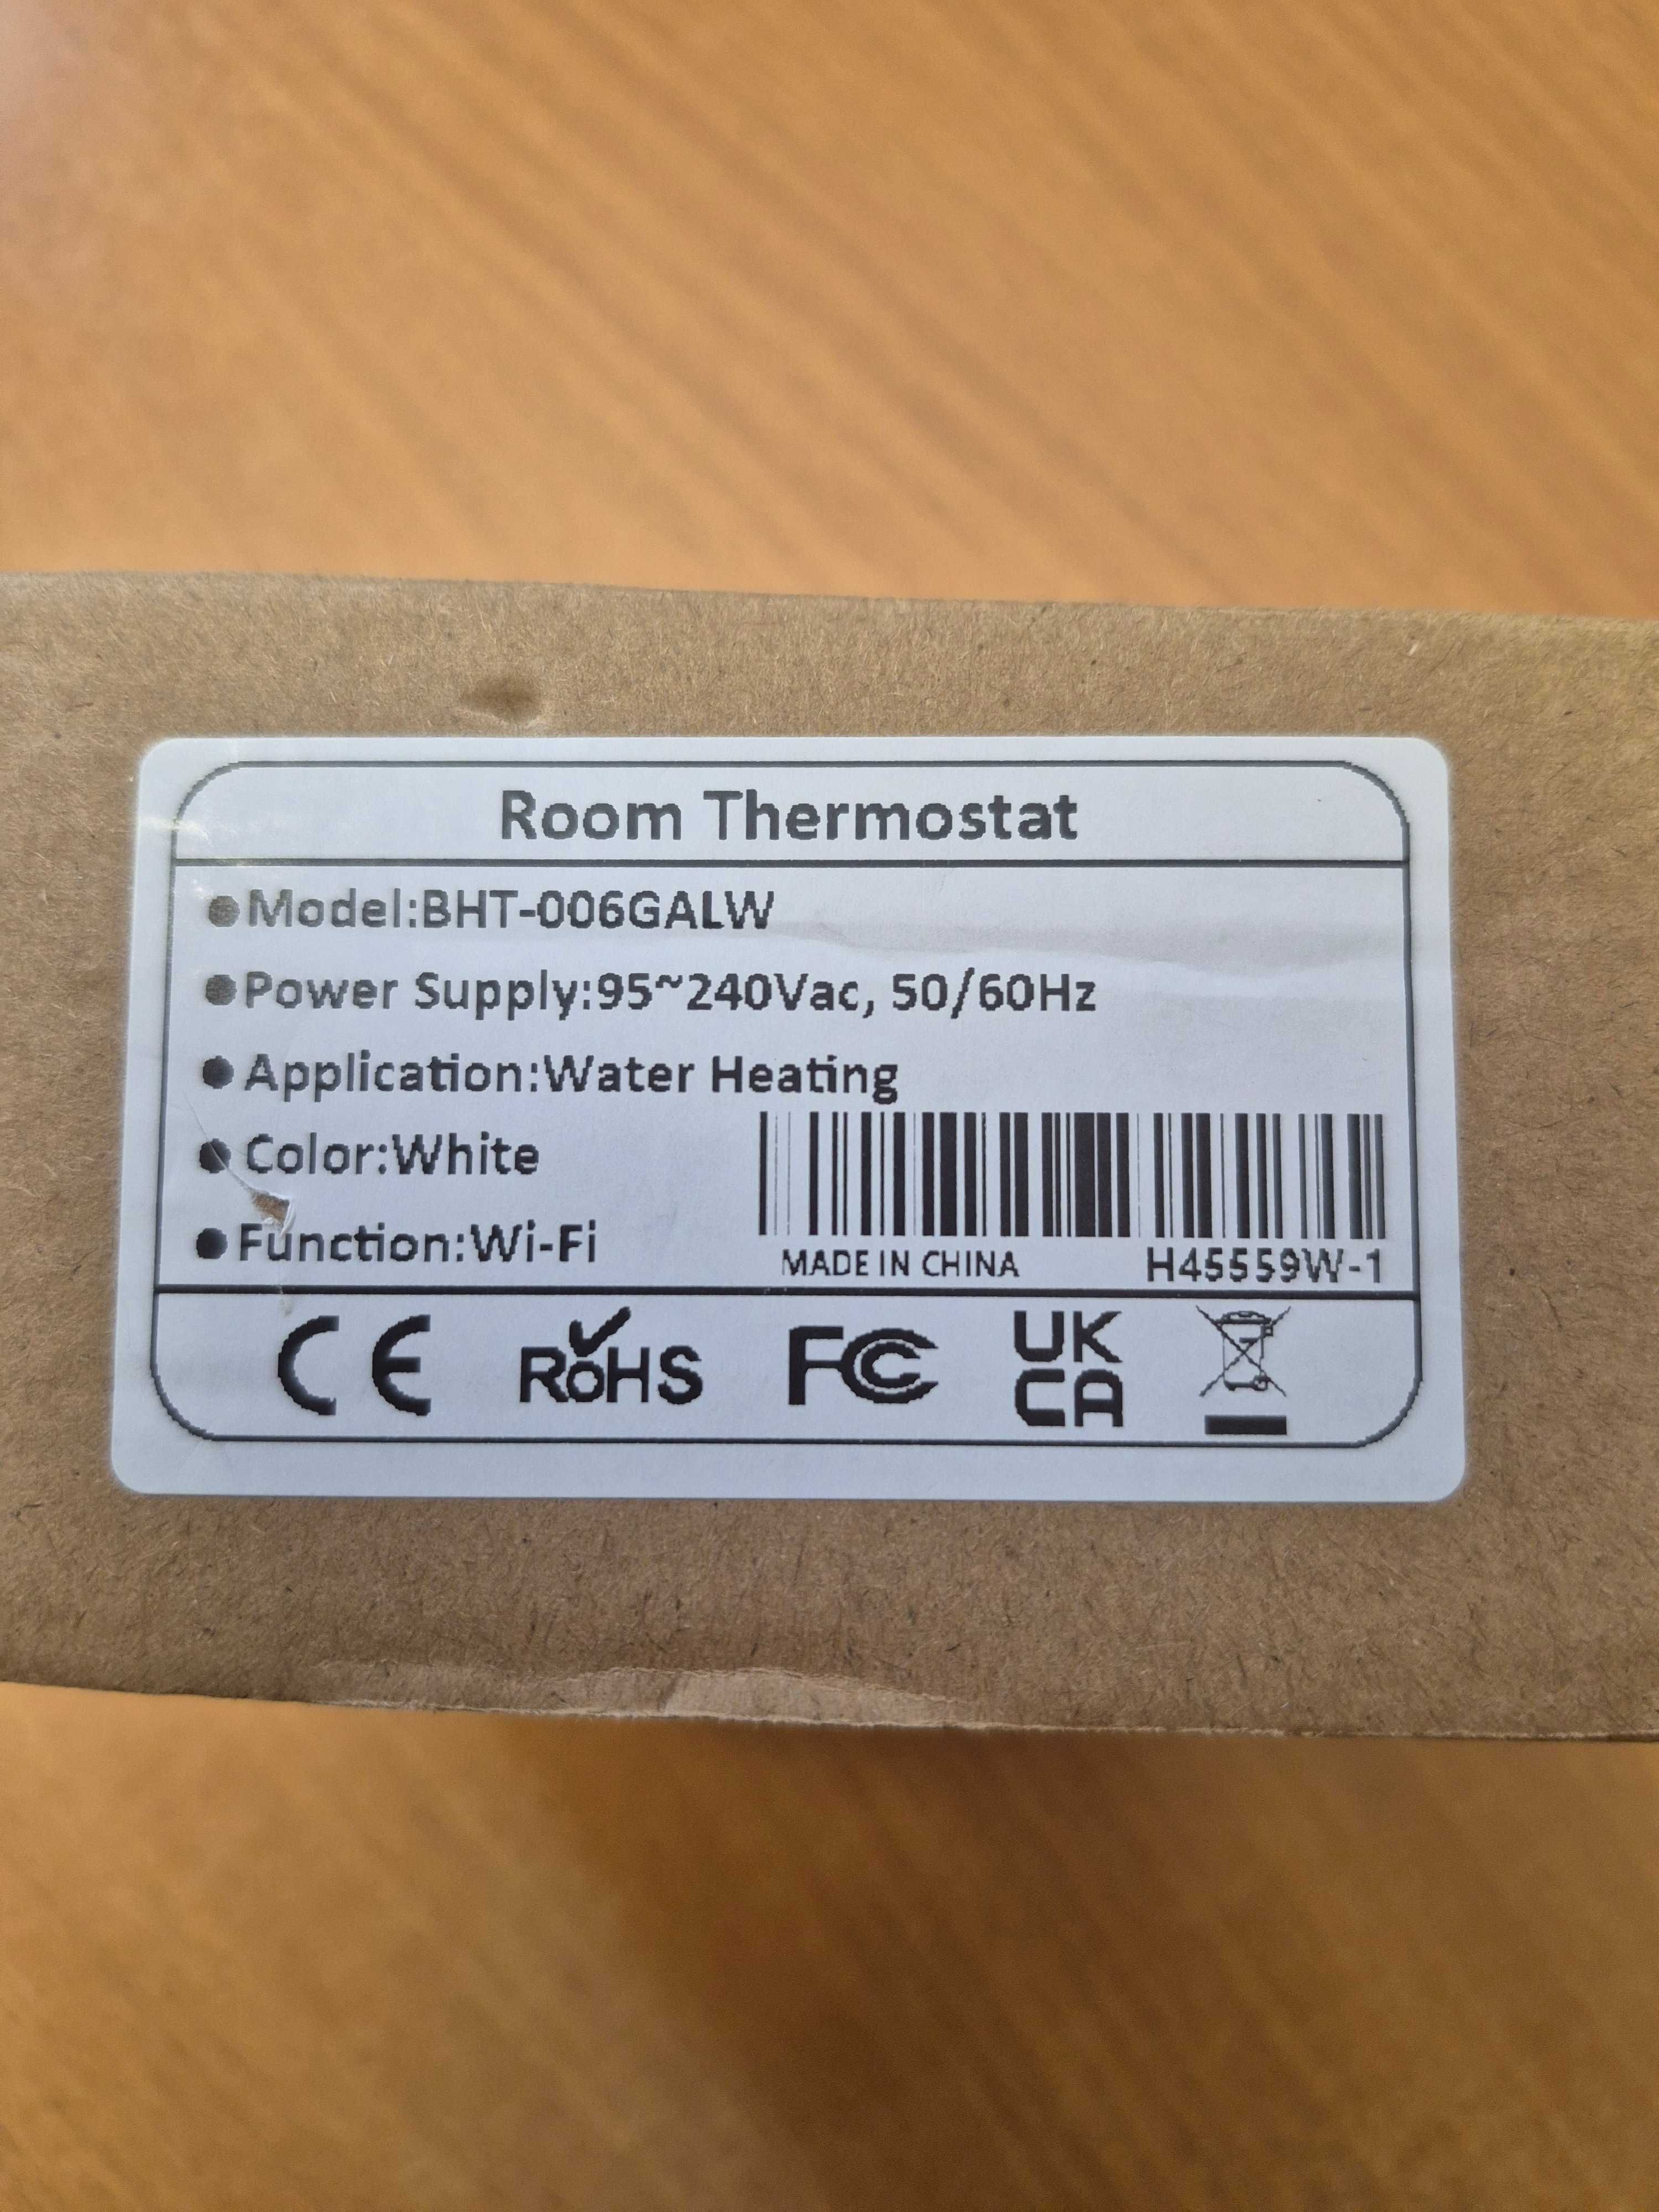 Room Thermostat
●Model:BHT-006GALW
●Power Supply:95~240Vac, 50/60Hz
●Application:Water Heating
●Color:White
●Function:Wi-Fi
MADE IN CHINA H45559W-1
CE RoHS FC UK CA